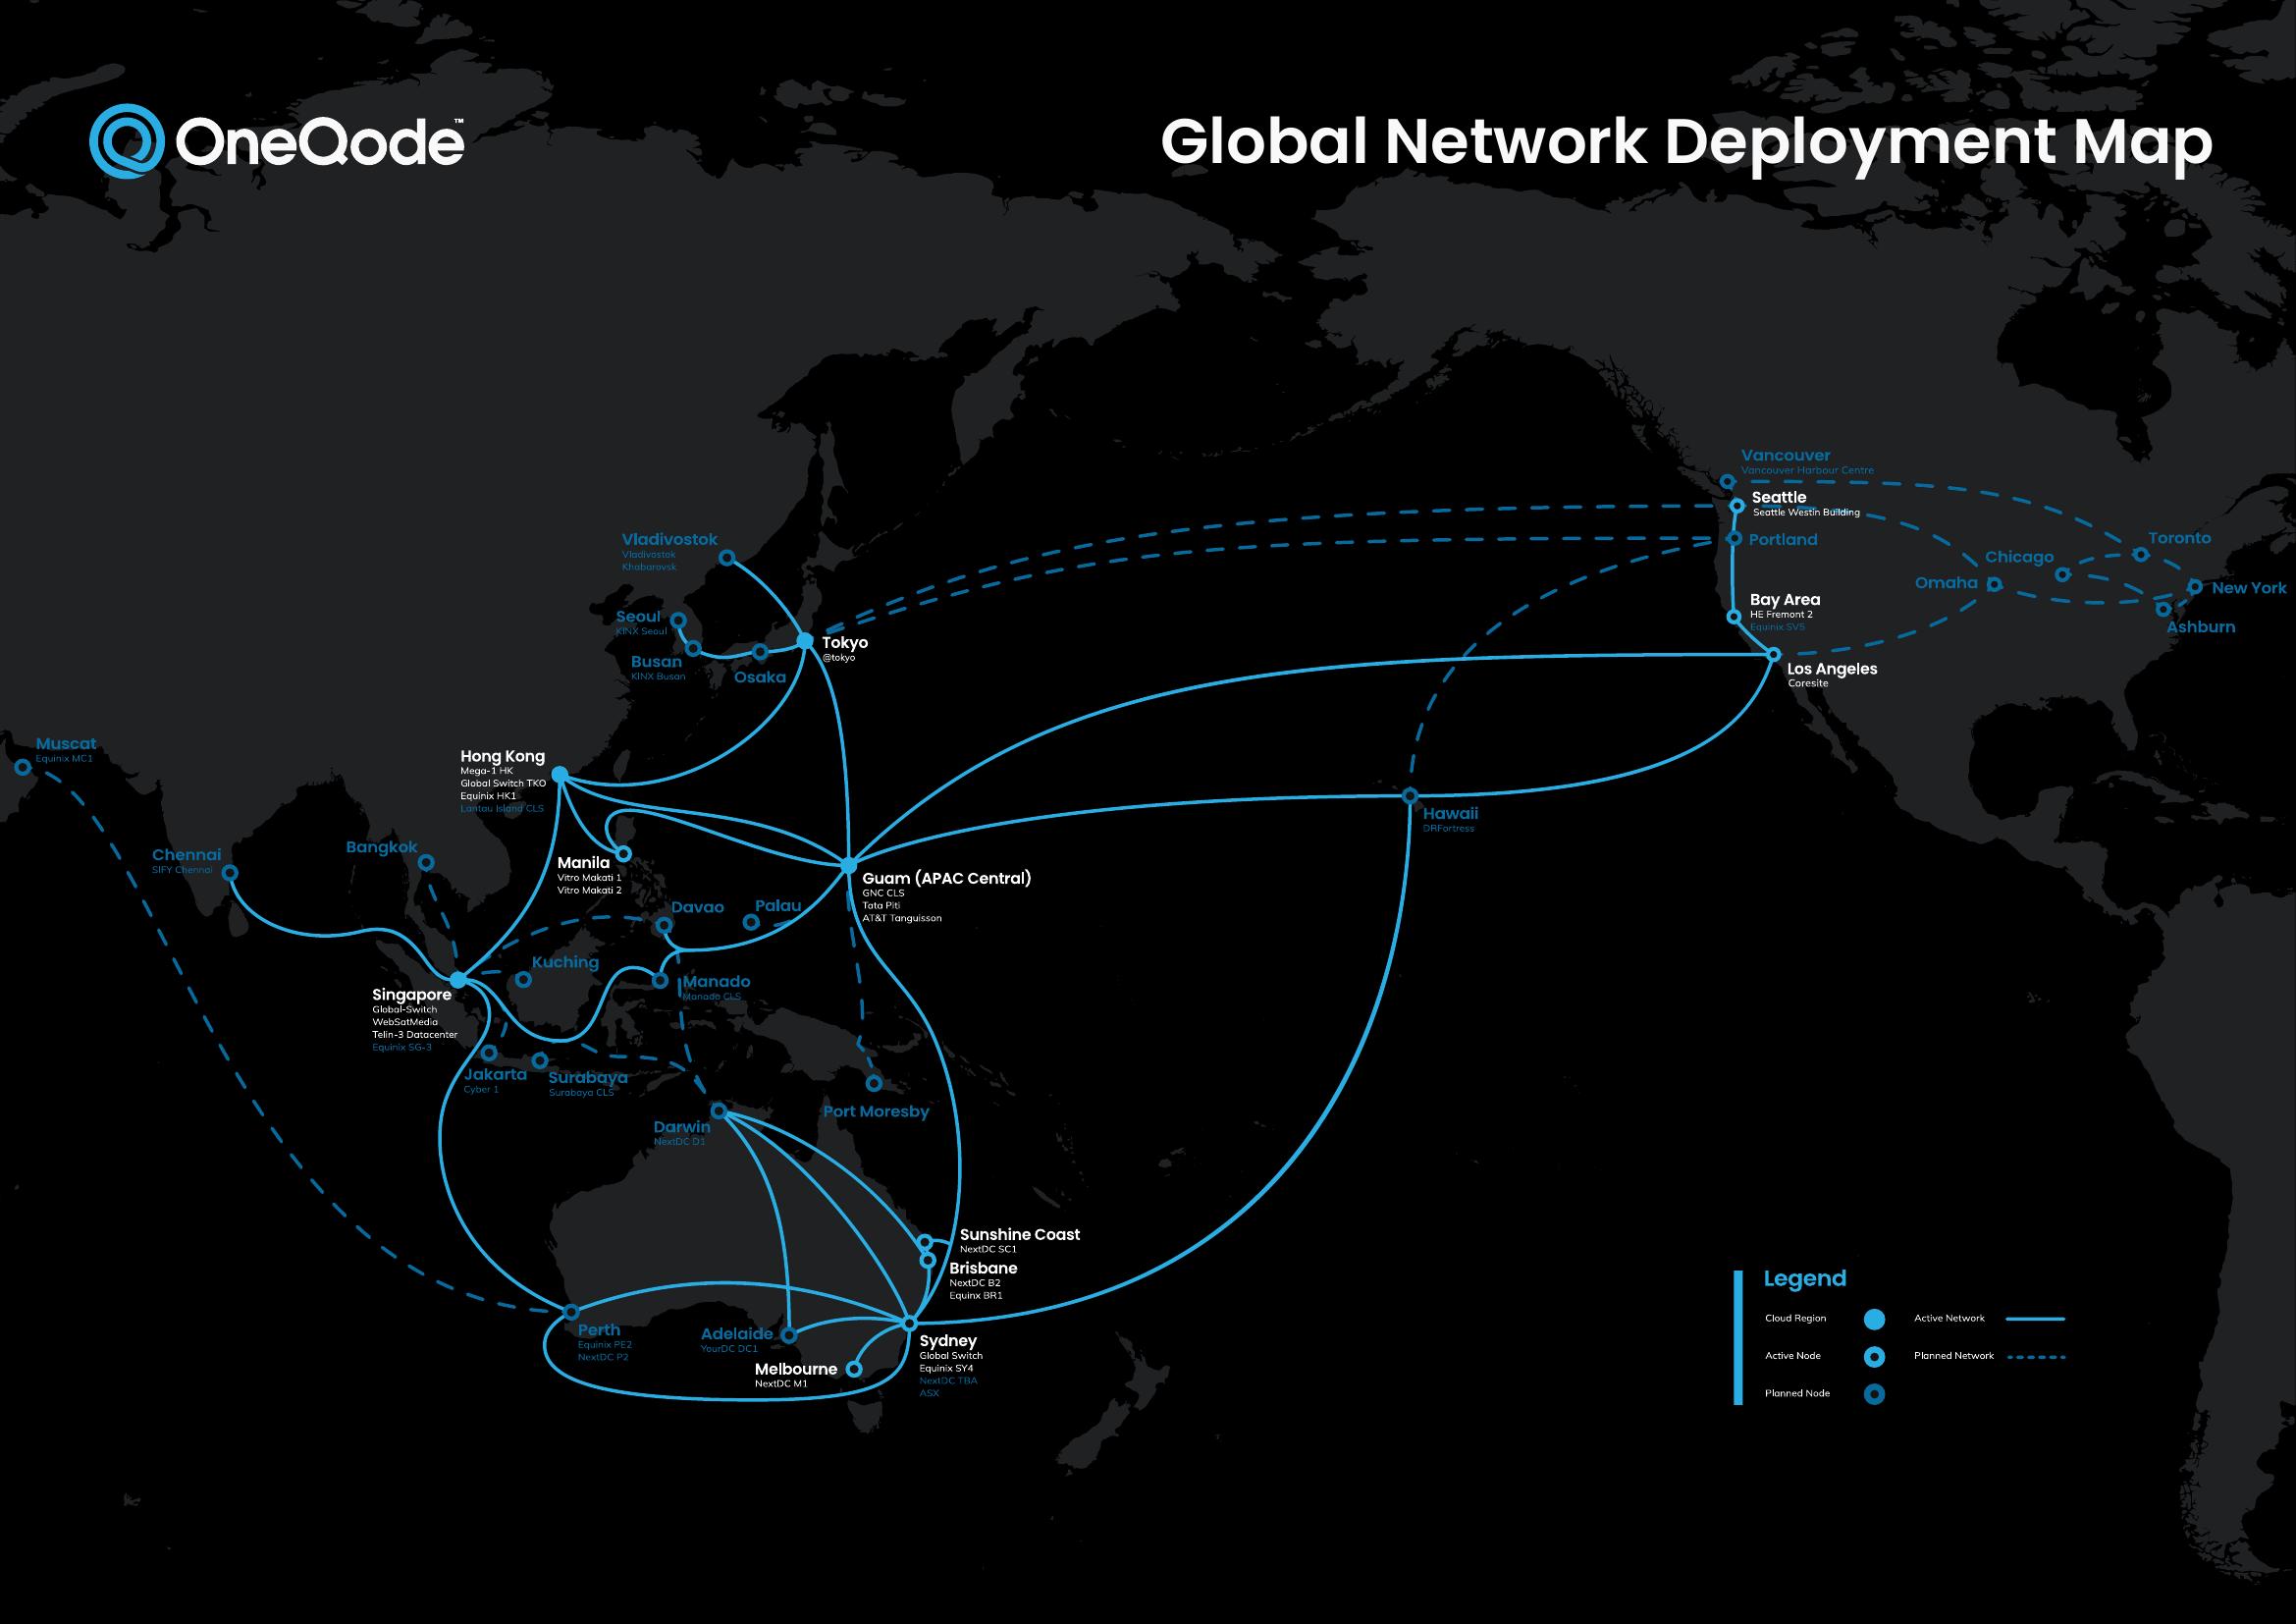 OneQode™
Global Network Deployment Map
Vancouver
Vancouver Harbour Centre
Seattle
Seattle Westin Building
Portland
Toronto
Chicago
Omaha
New York
Ashburn
Bay Area
HE Fremont 2
Equinix SV5
Los Angeles
Coresite
Vladivostok
Vladivostok
Khabarovsk
Seoul
KINX Seoul
Busan
KINX Busan
Osaka
Tokyo
@tokyo
Muscat
Equinix MC1
Hong Kong
Mega-1 HK
Global Switch TKO
Equinix HK1
Lantau Island CLS
Hawaii
DRFortress
Chennai
SIFY Chennai
Bangkok
Manila
Vitro Makati 1
Vitro Makati 2
Guam (APAC Central)
GNC CLS
Tata Piti
AT&T Tanguisson
Davao
Palau
Kuching
Manado
Manado CLS
Singapore
Global-Switch
WebSatMedia
Telin-3 Datacenter
Equinix SG-3
Jakarta
Cyber 1
Surabaya
Surabaya CLS
Port Moresby
Darwin
NextDC D1
Sunshine Coast
NextDC SC1
Brisbane
NextDC B2
Equinx BR1
Perth
Equinix PE2
NextDC P2
Adelaide
YourDC DC1
Melbourne
NextDC M1
Sydney
Global Switch
Equinix SY4
NextDC TBA
ASX
Legend
Cloud Region
Active Network
Active Node
Planned Network
Planned Node